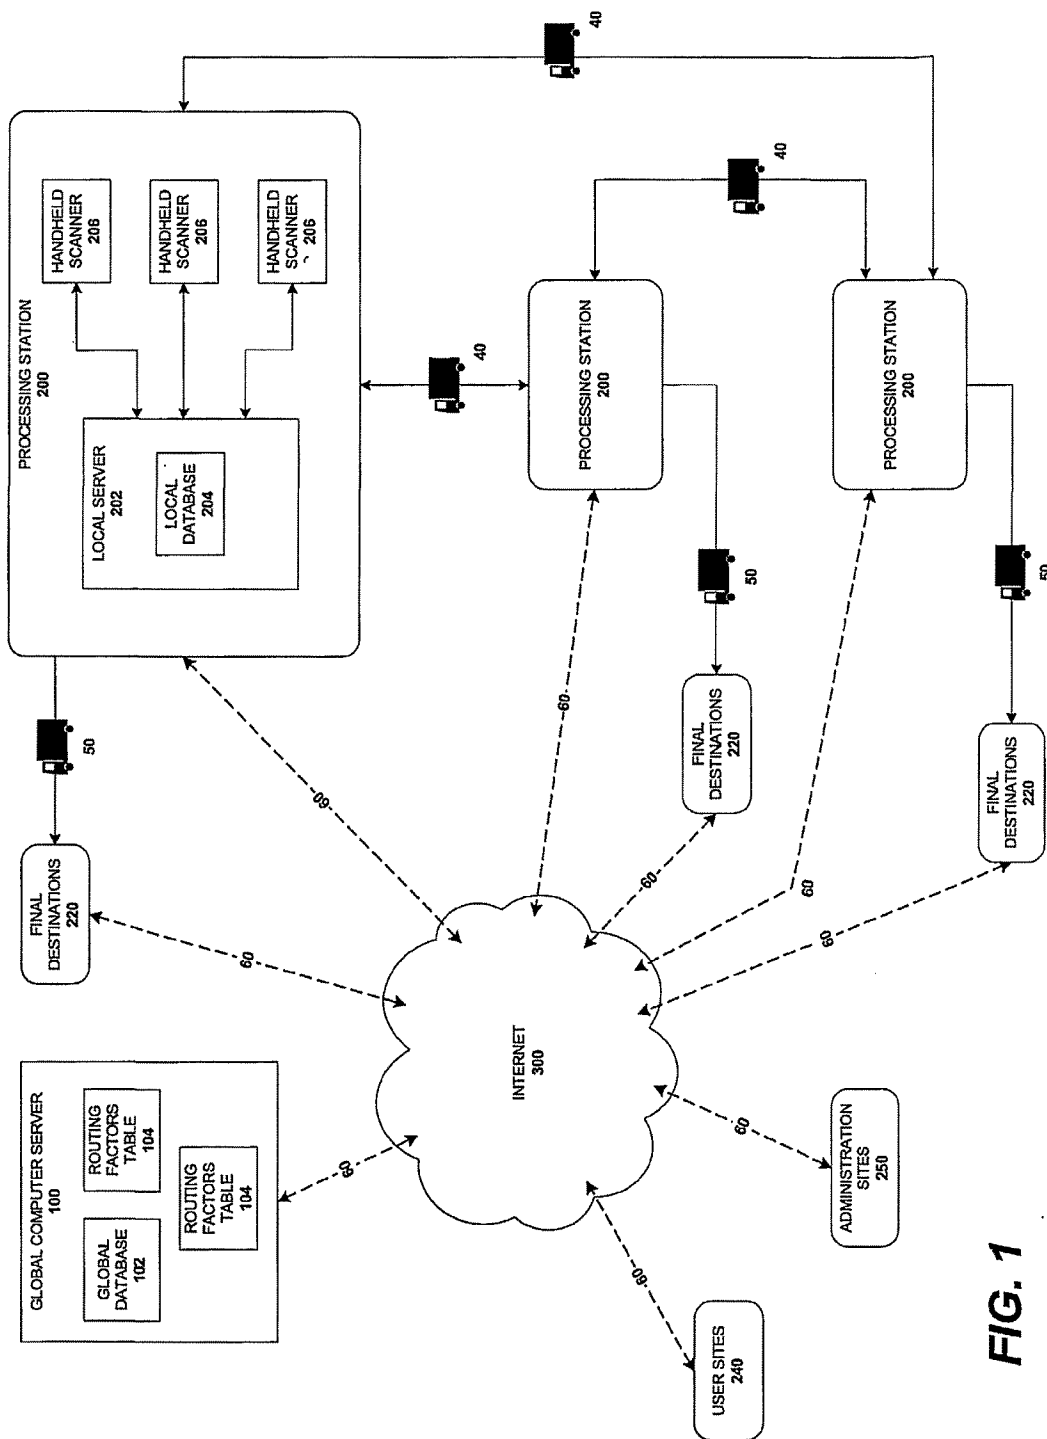 GLOBAL COMPUTER SERVER
100
GLOBAL
DATABASE
102
ROUTING
FACTORS
TABLE
104
ROUTING
FACTORS
TABLE
104
FINAL
DESTINATIONS
220
50
PROCESSING STATION
200
LOCAL SERVER
202
LOCAL
DATABASE
204
HANDHELD
SCANNER
206
HANDHELD
SCANNER
206
HANDHELD
SCANNER
206
60
60
60
40
INTERNET
300
60
PROCESSING STATION
200
40
40
60
FINAL
DESTINATIONS
220
50
60
60
60
60
USER SITES
240
ADMINISTRATION
SITES
250
PROCESSING STATION
200
FINAL
DESTINATIONS
220
50
FIG. 1